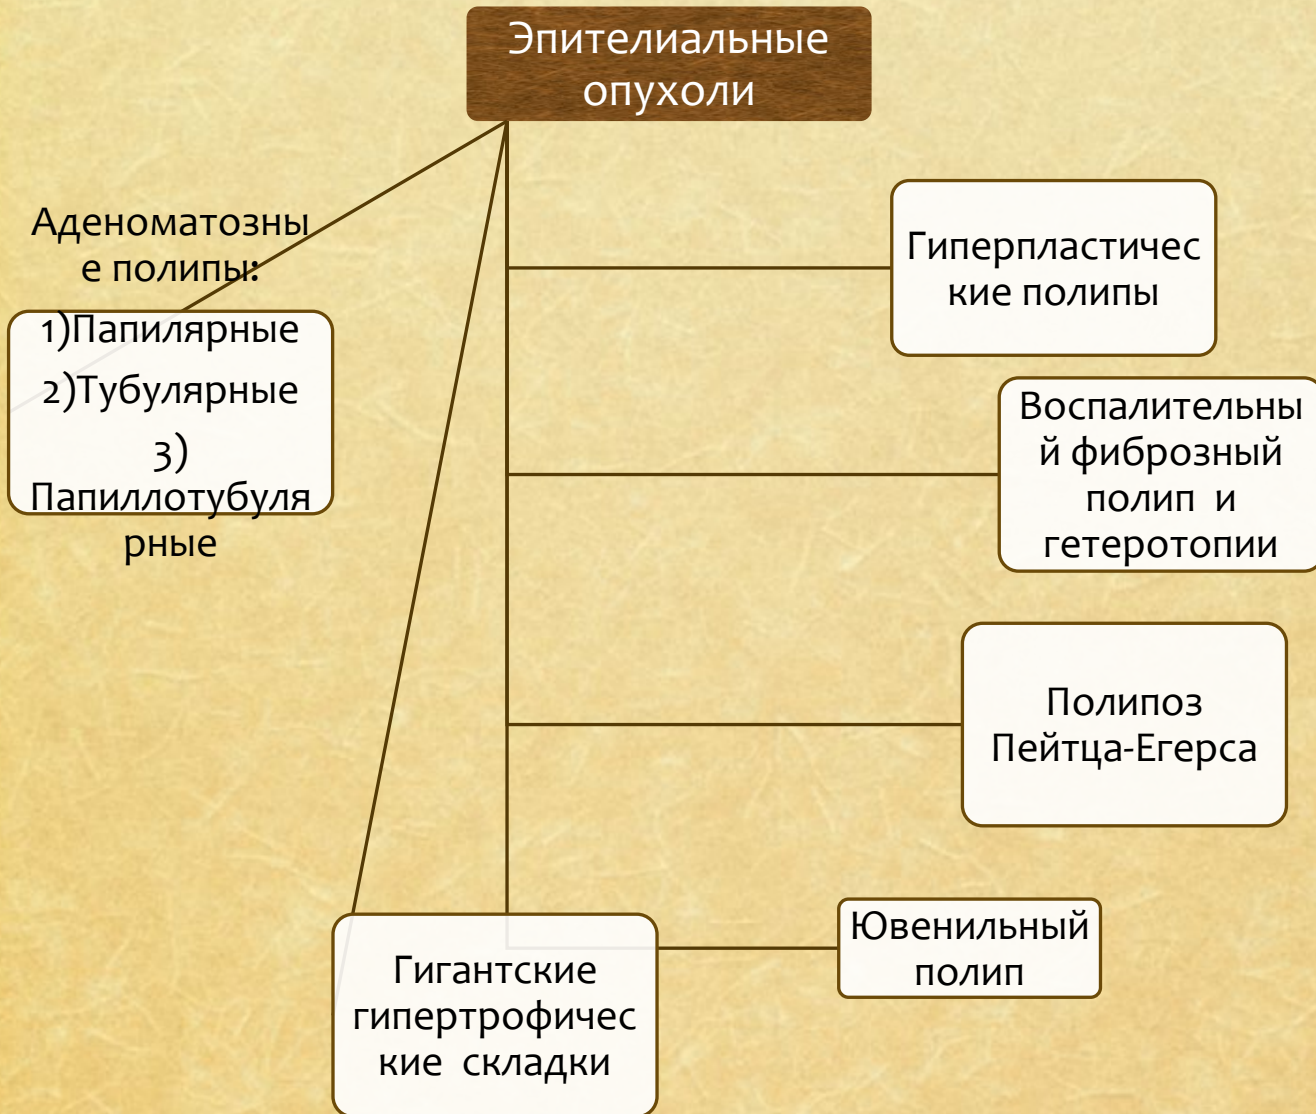 Эпителиальные
опухоли
Аденоматозны
е полипы:
1)Папилярные
2)Тубулярные
3)
Папиллотубуля
рные
Гиперпластичес
кие полипы
Воспалительны
й фиброзный
полип и
гетеротопии
Полипоз
Пейтца-Егерса
Ювенильный
полип
Гигантские
гипертрофичес
кие складки